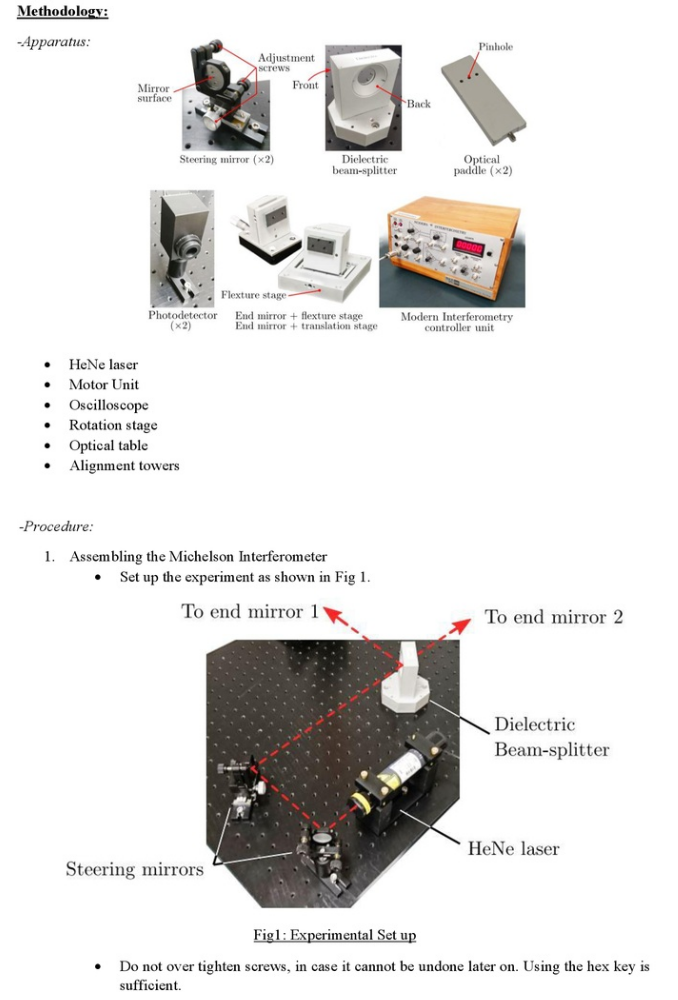 Methodology:
-Apparatus:
Adjustment
screws
Mirror
surface
Front
Back
Pinhole
Steering mirror (×2)
Dielectric
beam-splitter
Optical
paddle (×2)
Flexture stage
Photodetector
(×2)
End mirror + flexture stage
End mirror + translation stage
Modern Interferometry
controller unit
• HeNe laser
• Motor Unit
• Oscilloscope
• Rotation stage
• Optical table
• Alignment towers
-Procedure:
1. Assembling the Michelson Interferometer
• Set up the experiment as shown in Fig 1.
To end mirror 1
To end mirror 2
Dielectric
Beam-splitter
HeNe laser
Steering mirrors
Fig1: Experimental Set up
• Do not over tighten screws, in case it cannot be undone later on. Using the hex key is
sufficient.